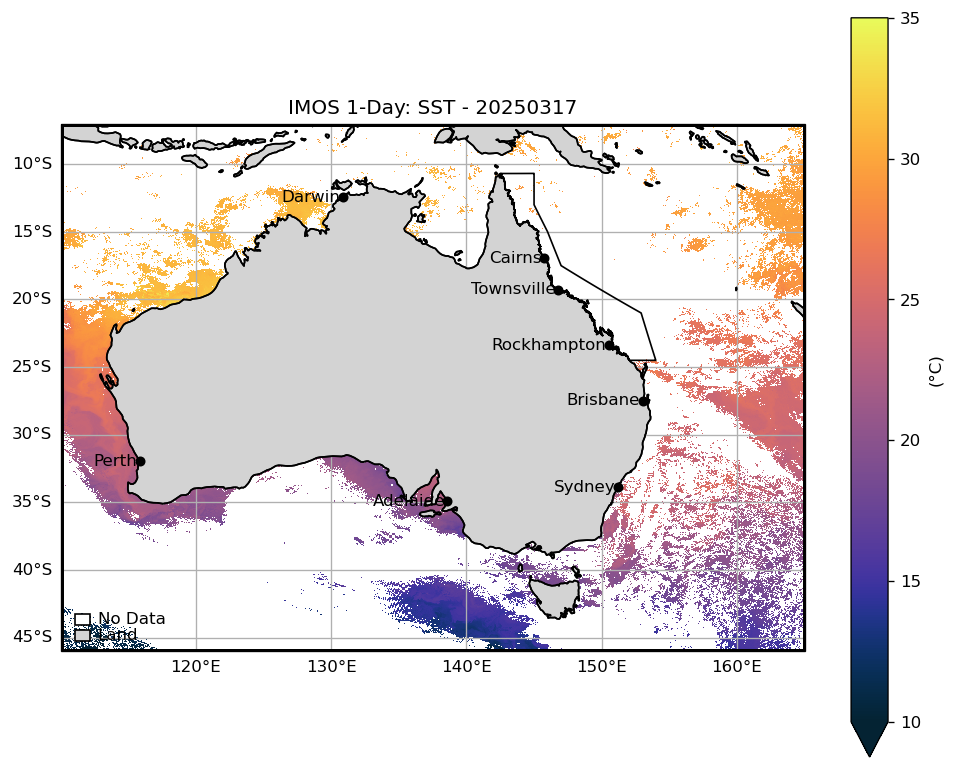 IMOS 1-Day: SST - 20250317
35
30
25
20
15
10
(°C)
10°S
15°S
20°S
25°S
30°S
35°S
40°S
45°S
Darwin
Cairns
Townsville
Rockhampton
Brisbane
Perth
Sydney
Adelaide
No Data
Land
120°E
130°E
140°E
150°E
160°E